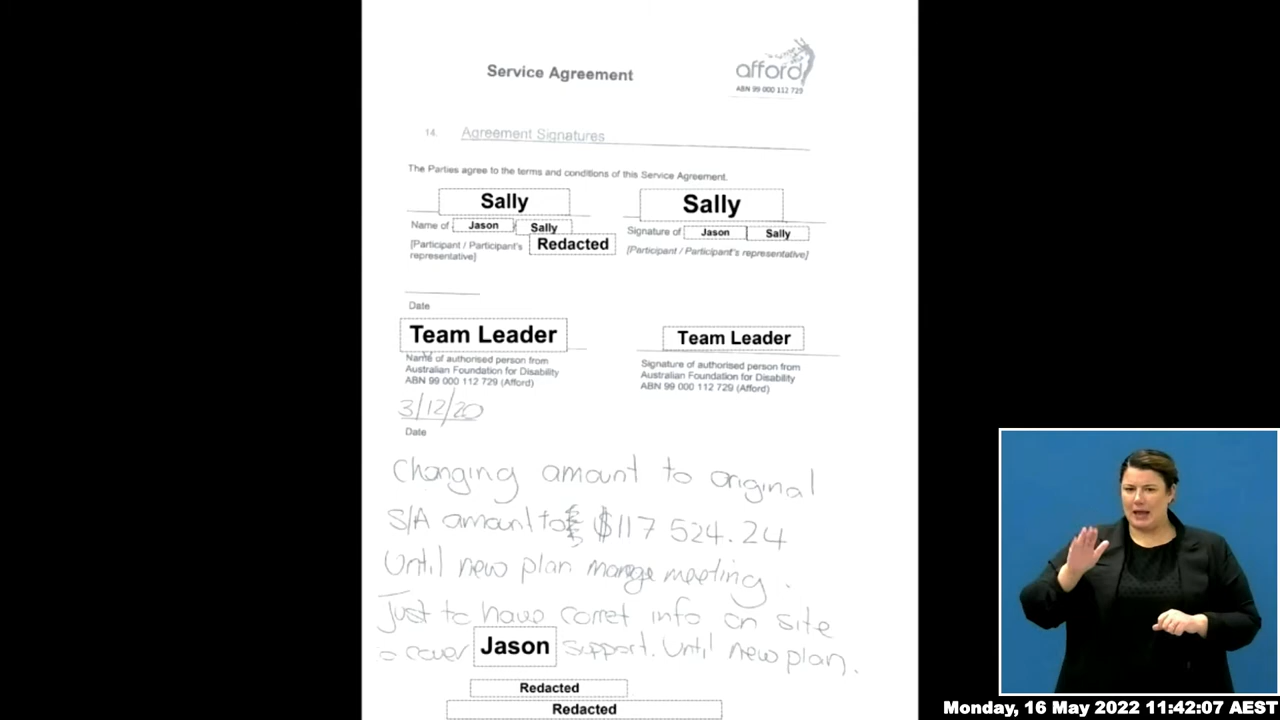 Service Agreement
afford
ABN 99 000 112 729
14. Agreement Signatures
The Parties agree to the terms and conditions of this Service Agreement.
Sally Sally
Name of Jason Sally Signature of Jason Sally
[Participant / Participant's Redacted [Participant / Participant's representative]
representative]
Date
Team Leader Team Leader
Name of authorised person from Signature of authorised person from
Australian Foundation for Disability Australian Foundation for Disability
ABN 99 000 112 729 (Afford) ABN 99 000 112 729 (Afford)
3/12/20
Date
Changing amount to original
S/A amount to $117 524.24
Until new plan manage meeting.
Just to have corret info on site
cover Jason support. Until new plan.
Redacted
Redacted
Monday, 16 May 2022 11:42:07 AEST